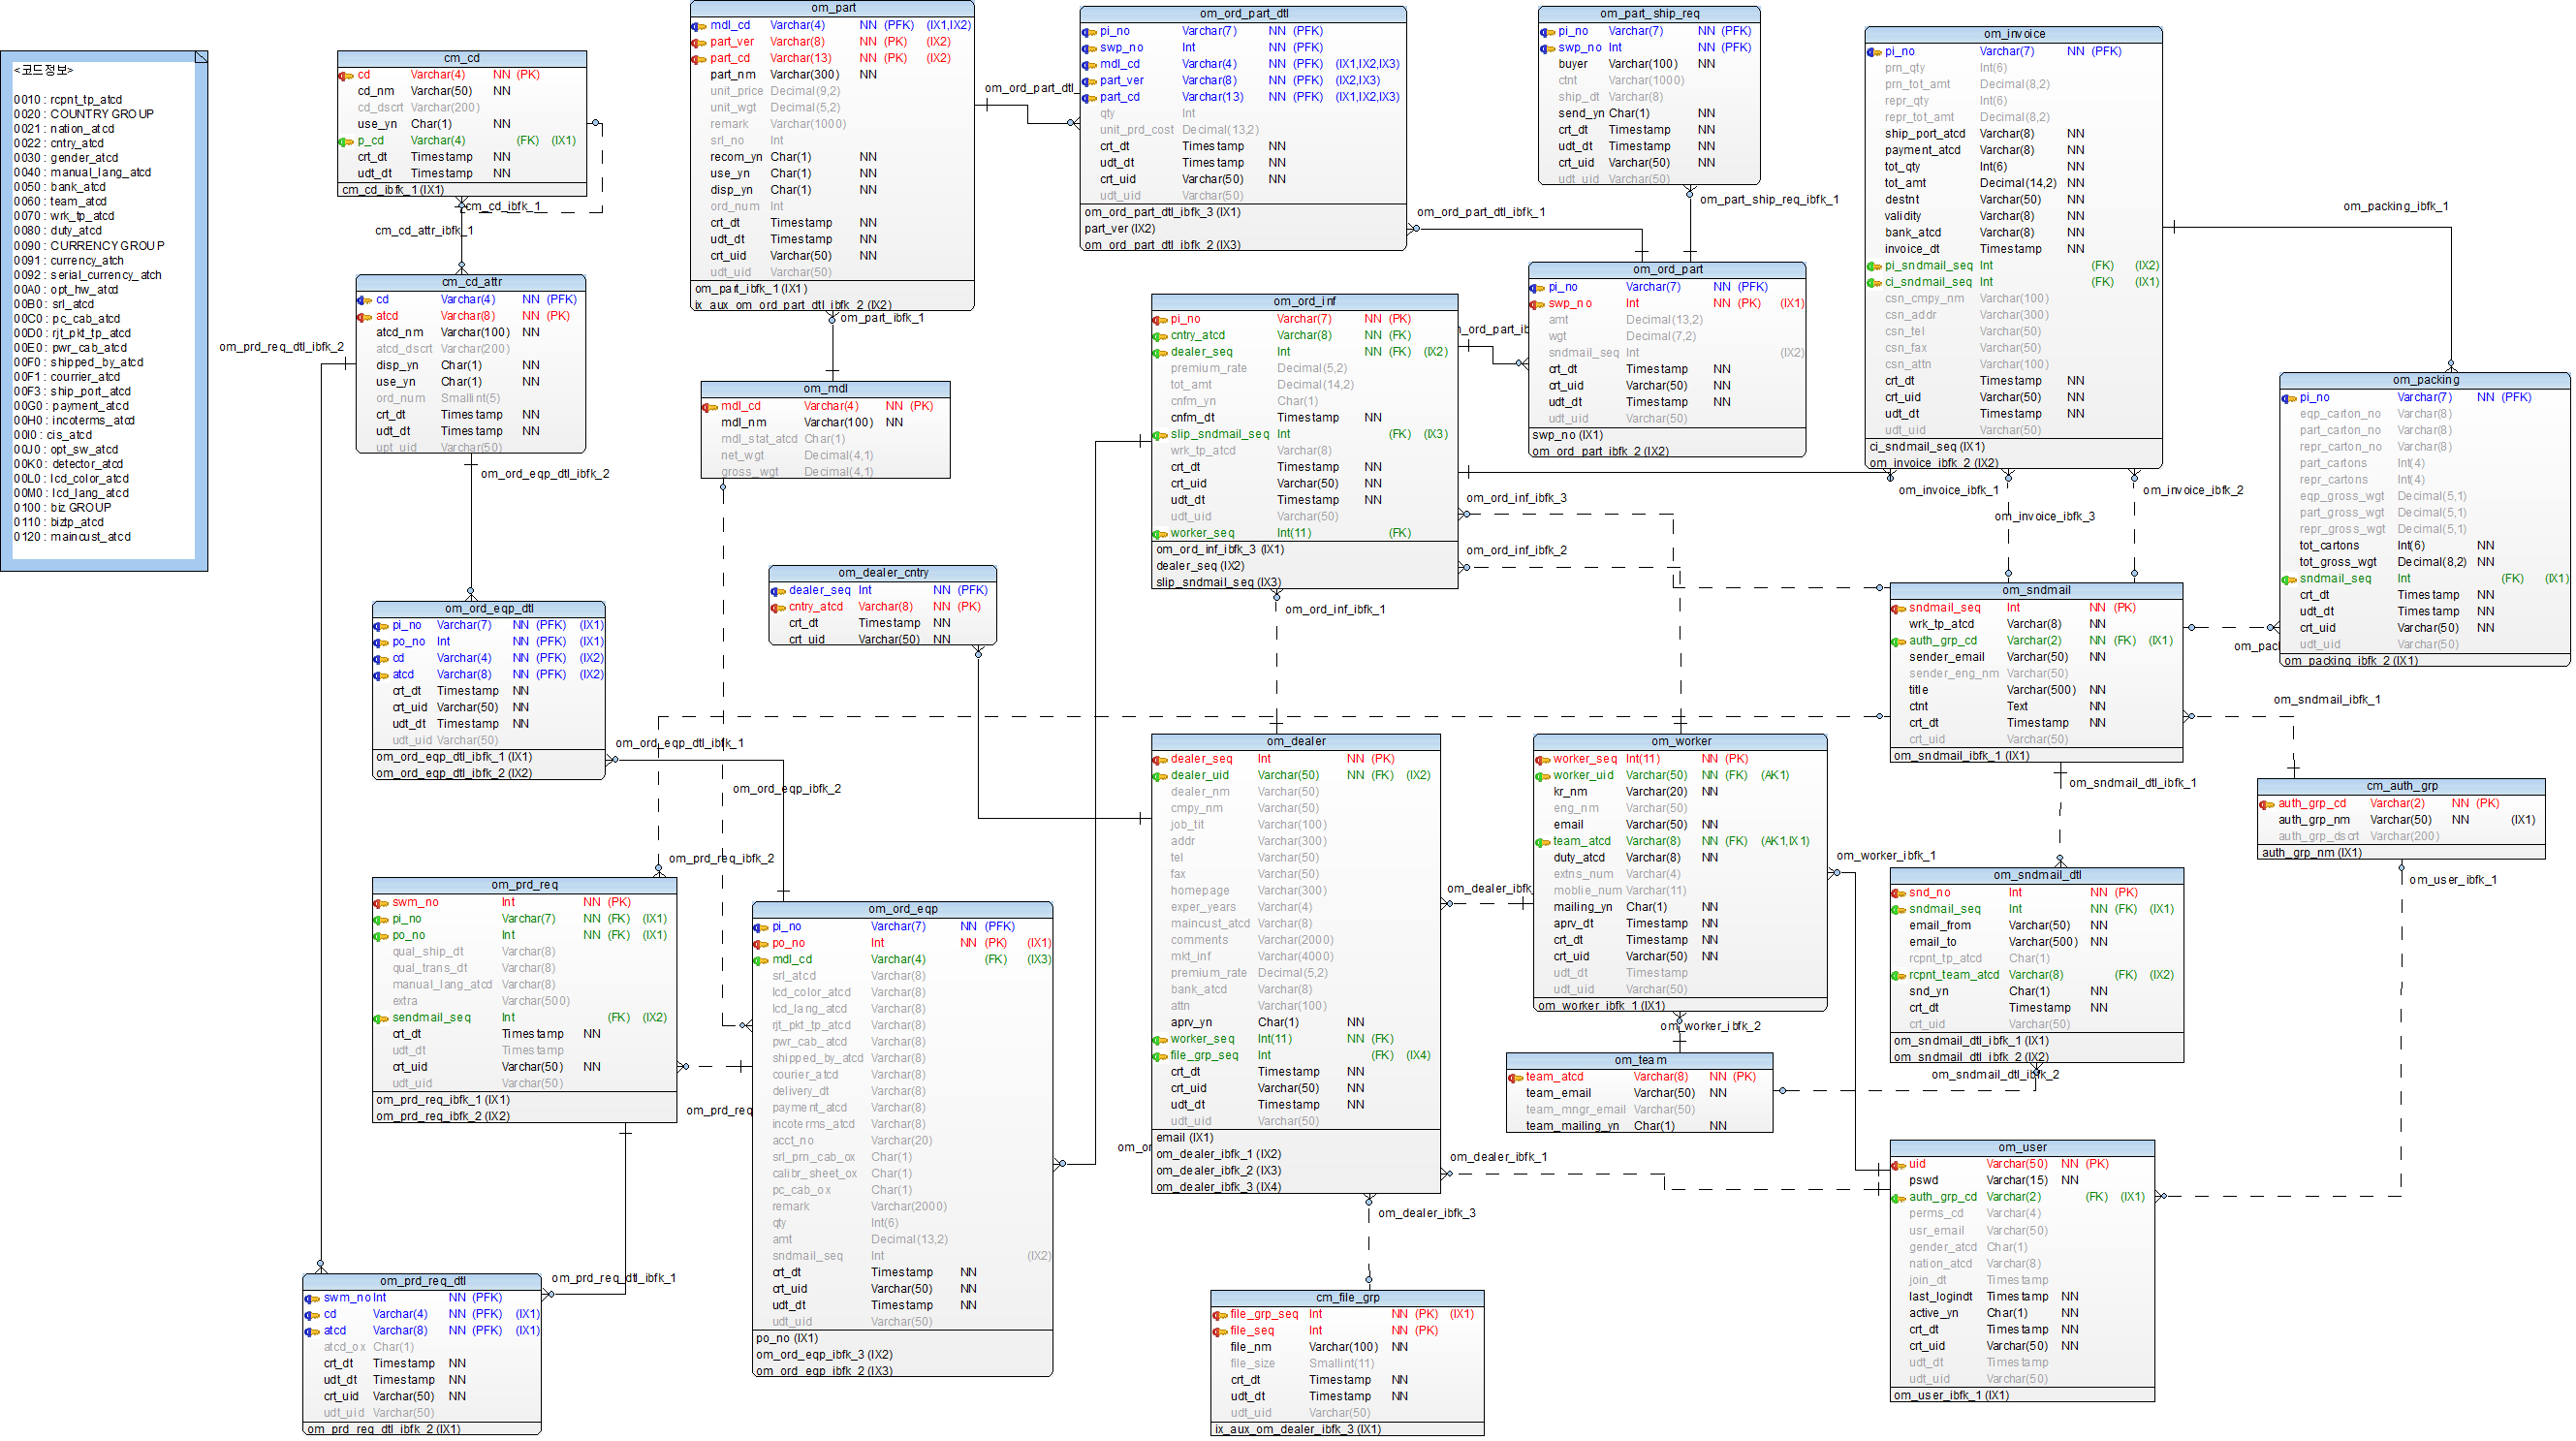 <코드정보>
0010 : rcpnt_tp_atcd
0020 : COUNTRY GROUP
0021 : nation_atcd
0022 : cntry_atcd
0030 : gender_atcd
0040 : manual_lang_atcd
0050 : bank_atcd
0060 : team_atcd
0070 : wrk_tp_atcd
0080 : duty_atcd
0090 : CURRENCY GROUP
0091 : currency_atch
0092 : serial_currency_atch
00A0 : opt_hw_atcd
00B0 : srl_atcd
00C0 : pc_cab_atcd
00D0 : rjt_pkt_tp_atcd
00E0 : pwr_cab_atcd
00F0 : shipped_by_atcd
00F1 : courrier_atcd
00F3 : ship_port_atcd
00G0 : payment_atcd
00H0 : incoterms_atcd
00I0 : cis_atcd
00J0 : opt_sw_atcd
00K0 : detector_atcd
00L0 : lcd_color_atcd
00M0 : lcd_lang_atcd
0100 : biz GROUP
0110 : biztp_atcd
0120 : maincust_atcd
cm_cd
cd Varchar(4) NN (PK)
cd_nm Varchar(50) NN
cd_dscrt Varchar(200)
use_yn Char(1) NN
p_cd Varchar(4) (FK) (IX1)
crt_dt Timestamp NN
udt_dt Timestamp NN
cm_cd_ibfk_1 (IX1)
cm_cd_ibfk_1
cm_cd_attr_ibfk_1
cm_cd_attr
cd Varchar(4) NN (PFK)
atcd Varchar(8) NN (PK)
atcd_nm Varchar(100) NN
atcd_dscrt Varchar(200)
disp_yn Char(1) NN
use_yn Char(1) NN
ord_num Smallint(5)
crt_dt Timestamp NN
udt_dt Timestamp NN
upt_uid Varchar(50)
om_prd_req_dtl_ibfk_2
om_ord_eqp_dtl_ibfk_2
om_part
mdl_cd Varchar(4) NN (PFK) (IX1,IX2)
part_ver Varchar(8) NN (PK) (IX2)
part_cd Varchar(13) NN (PK) (IX2)
part_nm Varchar(300) NN
unit_price Decimal(9,2)
unit_wgt Decimal(5,2)
remark Varchar(1000)
srl_no Int
recom_yn Char(1) NN
use_yn Char(1) NN
disp_yn Char(1) NN
ord_num Int
crt_dt Timestamp NN
udt_dt Timestamp NN
crt_uid Varchar(50) NN
udt_uid Varchar(50)
om_part_ibfk_1 (IX1)
ix_aux_om_ord_part_dtl_ibfk_2 (IX2)
om_part_ibfk_1
om_ord_part_dtl_
om_mdl
mdl_cd Varchar(4) NN (PK)
mdl_nm Varchar(100) NN
mdl_stat_atcd Char(1)
net_wgt Decimal(4,1)
gross_wgt Decimal(4,1)
om_ord_part_dtl
pi_no Varchar(7) NN (PFK)
swp_no Int NN (PFK)
mdl_cd Varchar(4) NN (PFK) (IX1,IX2,IX3)
part_ver Varchar(8) NN (PFK) (IX2,IX3)
part_cd Varchar(13) NN (PFK) (IX1,IX2,IX3)
qty Int
unit_prd_cost Decimal(13,2)
crt_dt Timestamp NN
udt_dt Timestamp NN
crt_uid Varchar(50) NN
udt_uid Varchar(50)
om_ord_part_dtl_ibfk_3 (IX1)
part_ver (IX2)
om_ord_part_dtl_ibfk_2 (IX3)
om_ord_part_dtl_ibfk_1
om_part_ship_req
pi_no Varchar(7) NN (PFK)
swp_no Int NN (PFK)
buyer Varchar(100) NN
ctnt Varchar(1000)
ship_dt Varchar(8)
send_yn Char(1) NN
crt_dt Timestamp NN
udt_dt Timestamp NN
crt_uid Varchar(50) NN
udt_uid Varchar(50)
om_part_ship_req_ibfk_1
om_ord_part
pi_no Varchar(7) NN (PFK)
swp_no Int NN (PK) (IX1)
amt Decimal(13,2)
wgt Decimal(7,2)
sndmail_seq Int (IX2)
crt_dt Timestamp NN
crt_uid Varchar(50) NN
udt_dt Timestamp NN
udt_uid Varchar(50)
swp_no (IX1)
om_ord_part_ibfk_2 (IX2)
om_invoice
pi_no Varchar(7) NN (PFK)
prn_qty Int(6)
prn_tot_amt Decimal(8,2)
repr_qty Int(6)
repr_tot_amt Decimal(8,2)
ship_port_atcd Varchar(8) NN
payment_atcd Varchar(8) NN
tot_qty Int(6) NN
tot_amt Decimal(14,2) NN
destnt Varchar(50) NN
validity Varchar(8) NN
bank_atcd Varchar(8) NN
invoice_dt Timestamp NN
pi_sndmail_seq Int (FK) (IX2)
ci_sndmail_seq Int (FK) (IX1)
csn_cmpy_nm Varchar(100)
csn_addr Varchar(300)
csn_tel Varchar(50)
csn_fax Varchar(50)
csn_attn Varchar(100)
crt_dt Timestamp NN
crt_uid Varchar(50) NN
udt_dt Timestamp NN
udt_uid Varchar(50)
ci_sndmail_seq (IX1)
om_invoice_ibfk_2 (IX2)
om_packing_ibfk_1
om_invoice_ibfk_1
om_invoice_ibfk_2
om_invoice_ibfk_3
om_packing
pi_no Varchar(7) NN (PFK)
eqp_carton_no Varchar(8)
part_carton_no Varchar(8)
repr_carton_no Varchar(8)
part_cartons Int(4)
repr_cartons Int(4)
eqp_gross_wgt Decimal(5,1)
part_gross_wgt Decimal(5,1)
repr_gross_wgt Decimal(5,1)
tot_cartons Int(6) NN
tot_gross_wgt Decimal(8,2) NN
sndmail_seq Int (FK) (IX1)
crt_dt Timestamp NN
udt_dt Timestamp NN
crt_uid Varchar(50) NN
udt_uid Varchar(50)
om_packing_ibfk_2 (IX1)
om_ord_inf
pi_no Varchar(7) NN (PK)
cntry_atcd Varchar(8) NN (FK)
dealer_seq Int NN (FK) (IX2)
premium_rate Decimal(5,2)
tot_amt Decimal(14,2)
cnfm_yn Char(1)
cnfm_dt Timestamp NN
slip_sndmail_seq Int (FK) (IX3)
wrk_tp_atcd Varchar(8)
crt_dt Timestamp NN
crt_uid Varchar(50) NN
udt_dt Timestamp NN
udt_uid Varchar(50)
worker_seq Int(11) (FK)
om_ord_inf_ibfk_3 (IX1)
dealer_seq (IX2)
slip_sndmail_seq (IX3)
om_ord_inf_ibfk_3
om_ord_inf_ibfk_2
om_ord_inf_ibfk_1
om_dealer_cntry
dealer_seq Int NN (PFK)
cntry_atcd Varchar(8) NN (PK)
crt_dt Timestamp NN
crt_uid Varchar(50) NN
om_sndmail
sndmail_seq Int NN (PK)
wrk_tp_atcd Varchar(8) NN
auth_grp_cd Varchar(2) NN (FK) (IX1)
sender_email Varchar(50) NN
sender_eng_nm Varchar(50)
title Varchar(500) NN
ctnt Text NN
crt_dt Timestamp NN
crt_uid Varchar(50)
om_sndmail_ibfk_1 (IX1)
om_sndmail_ibfk_1
om_sndmail_dtl_ibfk_1
om_ord_eqp_dtl
pi_no Varchar(7) NN (PFK) (IX1)
po_no Int NN (PFK) (IX1)
cd Varchar(4) NN (PFK) (IX2)
atcd Varchar(8) NN (PFK) (IX2)
crt_dt Timestamp NN
crt_uid Varchar(50) NN
udt_dt Timestamp NN
udt_uid Varchar(50)
om_ord_eqp_dtl_ibfk_1 (IX1)
om_ord_eqp_dtl_ibfk_2 (IX2)
om_ord_eqp_dtl_ibfk_1
om_ord_eqp_ibfk_2
om_prd_req_ibfk_2
om_prd_req
swm_no Int NN (PK)
pi_no Varchar(7) NN (FK) (IX1)
po_no Int NN (FK) (IX1)
qual_ship_dt Varchar(8)
qual_trans_dt Varchar(8)
manual_lang_atcd Varchar(8)
extra Varchar(500)
sendmail_seq Int (FK) (IX2)
crt_dt Timestamp NN
udt_dt Timestamp
crt_uid Varchar(50) NN
udt_uid Varchar(50)
om_prd_req_ibfk_1 (IX1)
om_prd_req_ibfk_2 (IX2)
om_prd_req
om_prd_req_dtl_ibfk_1
om_prd_req_dtl
swm_no Int NN (PFK)
cd Varchar(4) NN (PFK) (IX1)
atcd Varchar(8) NN (PFK) (IX1)
atcd_ox Char(1)
crt_dt Timestamp NN
udt_dt Timestamp NN
crt_uid Varchar(50) NN
udt_uid Varchar(50)
om_prd_req_dtl_ibfk_2 (IX1)
om_ord_eqp
pi_no Varchar(7) NN (PFK)
po_no Int NN (PK) (IX1)
mdl_cd Varchar(4) (FK) (IX3)
srl_atcd Varchar(8)
lcd_color_atcd Varchar(8)
lcd_lang_atcd Varchar(8)
rjt_pkt_tp_atcd Varchar(8)
pwr_cab_atcd Varchar(8)
shipped_by_atcd Varchar(8)
courier_atcd Varchar(8)
delivery_dt Varchar(8)
payment_atcd Varchar(8)
incoterms_atcd Varchar(8)
acct_no Varchar(20)
srl_prn_cab_ox Char(1)
calibr_sheet_ox Char(1)
pc_cab_ox Char(1)
remark Varchar(2000)
qty Int(6)
amt Decimal(13,2)
sndmail_seq Int (IX2)
crt_dt Timestamp NN
crt_uid Varchar(50) NN
udt_dt Timestamp NN
udt_uid Varchar(50)
po_no (IX1)
om_ord_eqp_ibfk_3 (IX2)
om_ord_eqp_ibfk_2 (IX3)
om_dealer
dealer_seq Int NN (PK)
dealer_uid Varchar(50) NN (FK) (IX2)
dealer_nm Varchar(50)
cmpy_nm Varchar(50)
job_tit Varchar(100)
addr Varchar(300)
tel Varchar(50)
fax Varchar(50)
homepage Varchar(300)
exper_years Varchar(4)
maincust_atcd Varchar(8)
comments Varchar(2000)
mkt_inf Varchar(4000)
premium_rate Decimal(5,2)
bank_atcd Varchar(8)
attn Varchar(100)
aprv_yn Char(1) NN
worker_seq Int(11) NN (FK)
file_grp_seq Int (FK) (IX4)
crt_dt Timestamp NN
crt_uid Varchar(50) NN
udt_dt Timestamp NN
udt_uid Varchar(50)
email (IX1)
om_dealer_ibfk_1 (IX2)
om_dealer_ibfk_2 (IX3)
om_dealer_ibfk_3 (IX4)
om_dealer_ibfk_
om_dealer_ibfk_1
om_dealer_ibfk_3
om_worker
worker_seq Int(11) NN (PK)
worker_uid Varchar(50) NN (FK) (AK1)
kr_nm Varchar(20) NN
eng_nm Varchar(50)
email Varchar(50) NN
team_atcd Varchar(8) NN (FK) (AK1,IX1)
duty_atcd Varchar(8) NN
extns_num Varchar(4)
moblie_num Varchar(11)
mailing_yn Char(1) NN
aprv_dt Timestamp NN
crt_dt Timestamp NN
crt_uid Varchar(50) NN
udt_dt Timestamp
udt_uid Varchar(50)
om_worker_ibfk_1 (IX1)
om_worker_ibfk_1
om_worker_ibfk_2
om_team
team_atcd Varchar(8) NN (PK)
team_email Varchar(50) NN
team_mngr_email Varchar(50)
team_mailing_yn Char(1) NN
cm_auth_grp
auth_grp_cd Varchar(2) NN (PK)
auth_grp_nm Varchar(50) NN (IX1)
auth_grp_dscrt Varchar(200)
auth_grp_nm (IX1)
om_user_ibfk_1
om_sndmail_dtl
snd_no Int NN (PK)
sndmail_seq Int NN (FK) (IX1)
email_from Varchar(50) NN
email_to Varchar(500) NN
rcpnt_tp_atcd Char(1)
rcpnt_team_atcd Varchar(8) (FK) (IX2)
snd_yn Char(1) NN
crt_dt Timestamp NN
crt_uid Varchar(50)
om_sndmail_dtl_ibfk_1 (IX1)
om_sndmail_dtl_ibfk_2 (IX2)
om_sndmail_dtl_ibfk_2
om_user
uid Varchar(50) NN (PK)
pswd Varchar(15) NN
auth_grp_cd Varchar(2) (FK) (IX1)
perms_cd Varchar(4)
usr_email Varchar(50)
gender_atcd Char(1)
nation_atcd Varchar(8)
join_dt Timestamp
last_logindt Timestamp NN
active_yn Char(1) NN
crt_dt Timestamp NN
crt_uid Varchar(50) NN
udt_dt Timestamp
udt_uid Varchar(50)
om_user_ibfk_1 (IX1)
cm_file_grp
file_grp_seq Int NN (PK) (IX1)
file_seq Int NN (PK)
file_nm Varchar(100) NN
file_size Smallint(11)
crt_dt Timestamp NN
udt_dt Timestamp NN
udt_uid Varchar(50)
ix_aux_om_dealer_ibfk_3 (IX1)